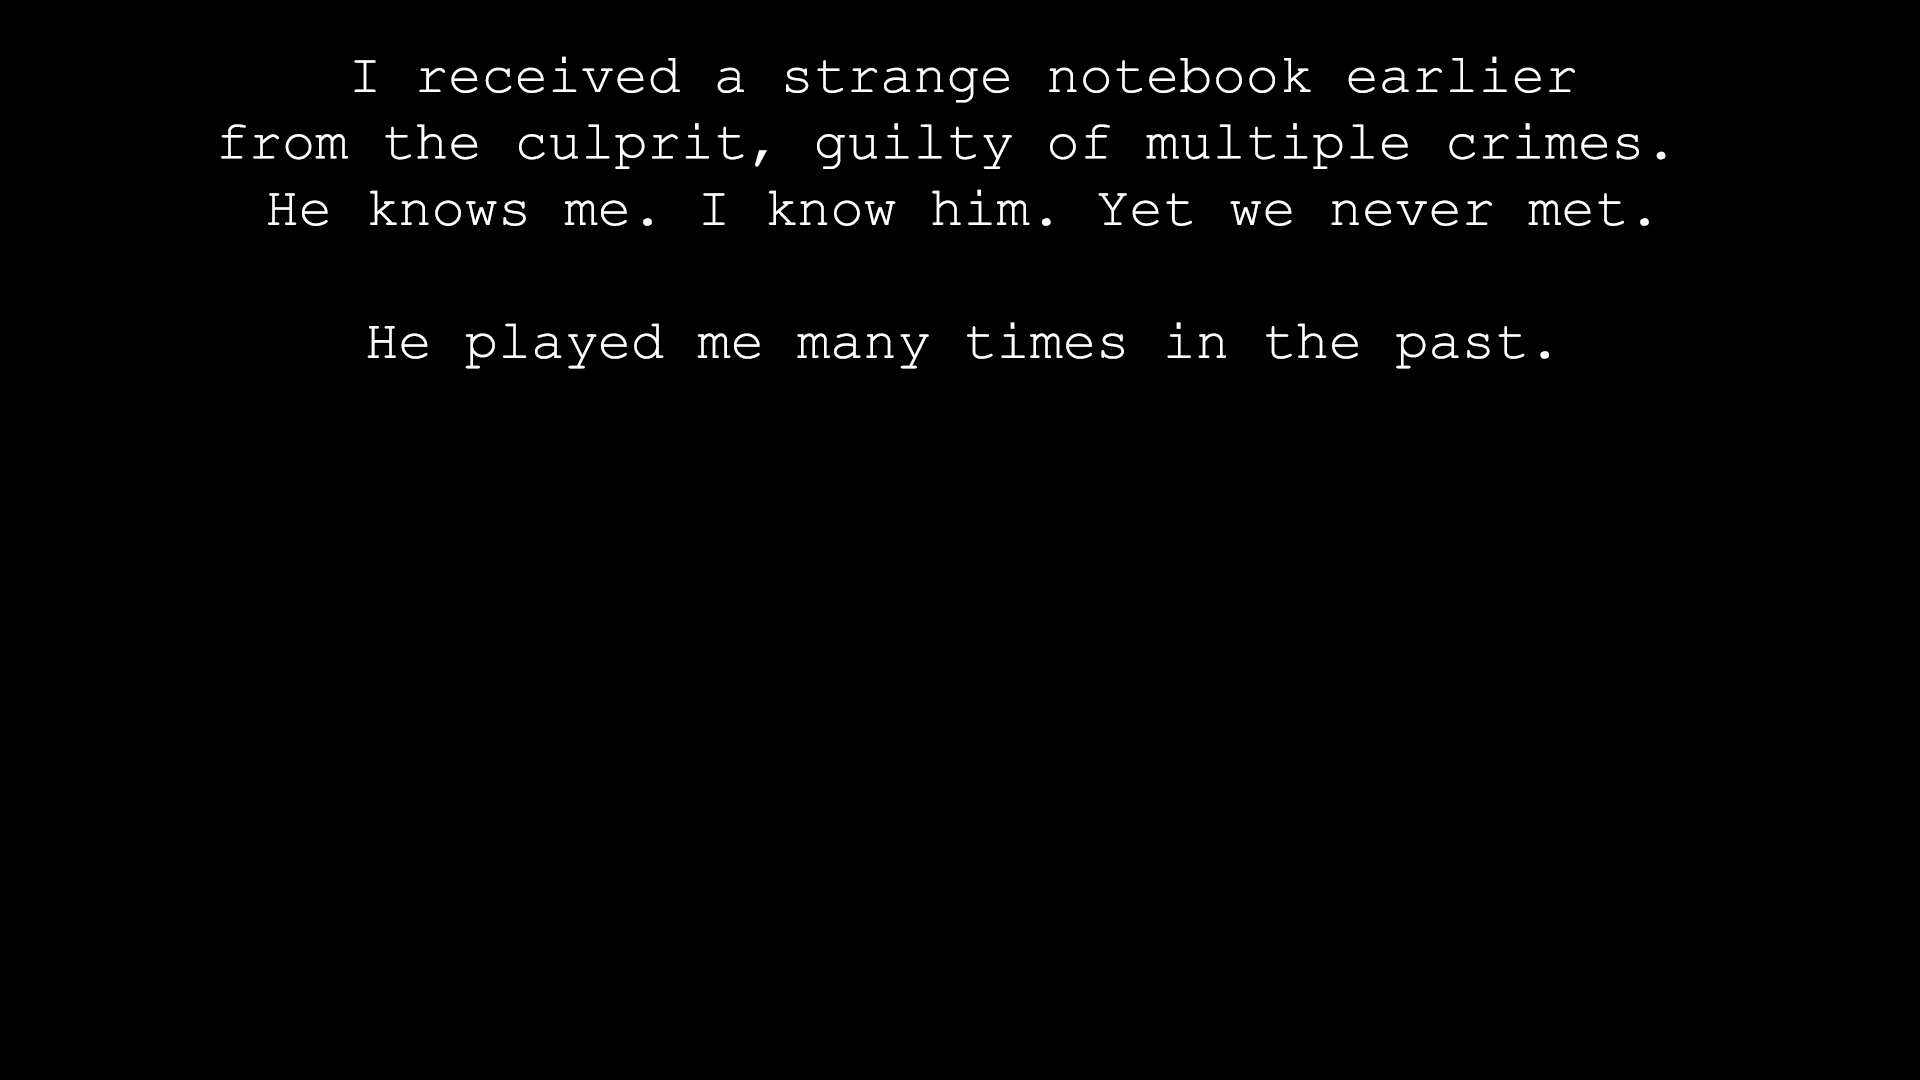 I received a strange notebook earlier
from the culprit, guilty of multiple crimes.
He knows me. I know him. Yet we never met.
He played me many times in the past.